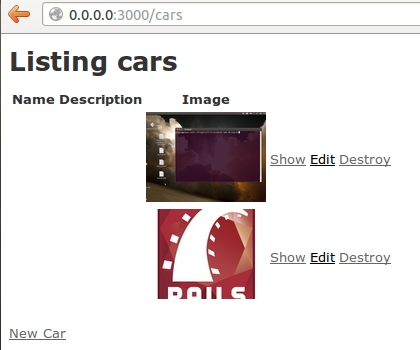 0.0.0.0:3000/cars
Listing cars
Name Description Image
Show Edit Destroy
RAILS
Show Edit Destroy
New Car